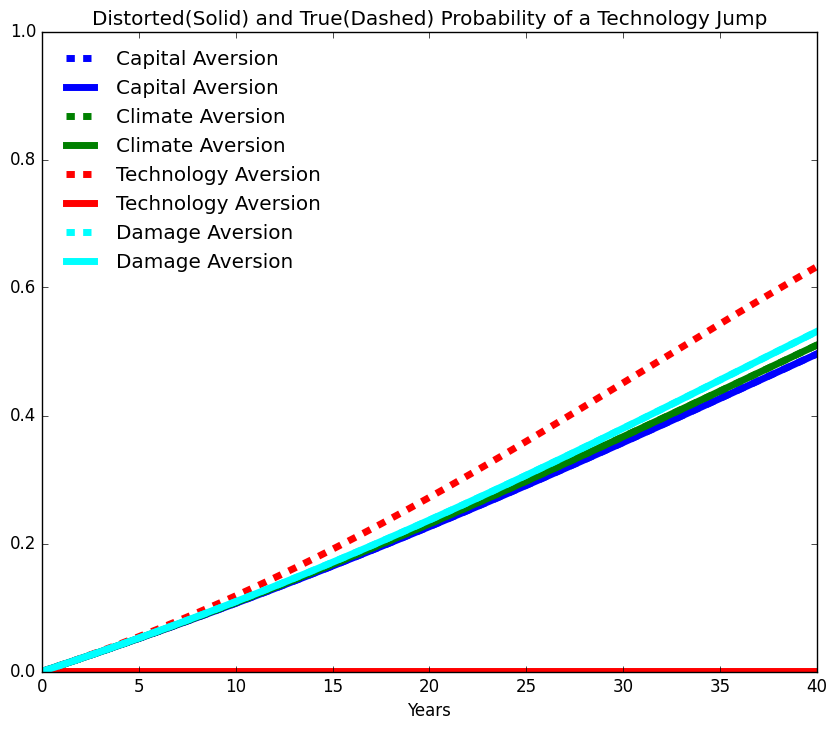 Distorted(Solid) and True(Dashed) Probability of a Technology Jump
1.0
Capital Aversion
Capital Aversion
Climate Aversion
Climate Aversion
Technology Aversion
Technology Aversion
Damage Aversion
Damage Aversion
0.8
0.6
0.4
0.2
0.0
0 5 10 15 20 25 30 35 40
Years